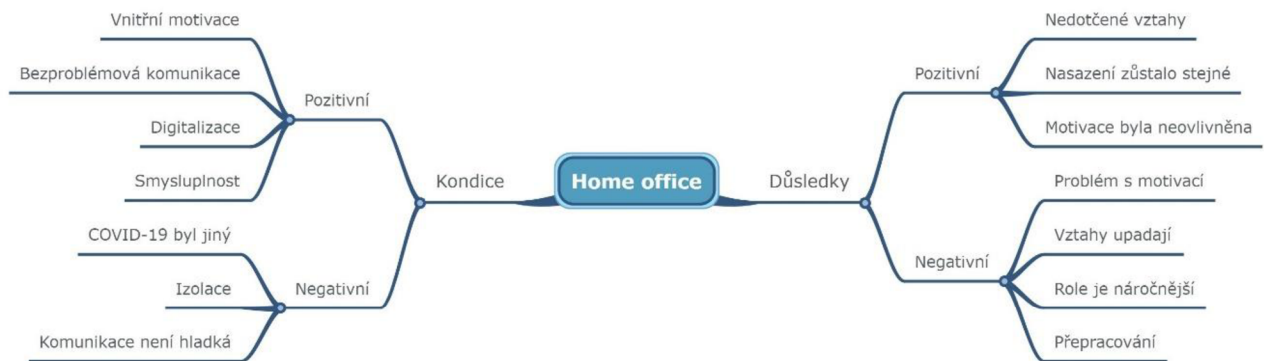 Home office
Kondice
Pozitivní
Vnitřní motivace
Bezproblémová komunikace
Digitalizace
Smysluplnost
Negativní
COVID-19 byl jiný
Izolace
Komunikace není hladká
Důsledky
Pozitivní
Nedotčené vztahy
Nasazení zůstalo stejné
Motivace byla neovlivněna
Negativní
Problém s motivací
Vztahy upadají
Role je náročnější
Přepracování